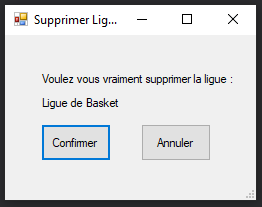 Supprimer Lig...
Voulez vous vraiment supprimer la ligue :
Ligue de Basket
Confirmer
Annuler